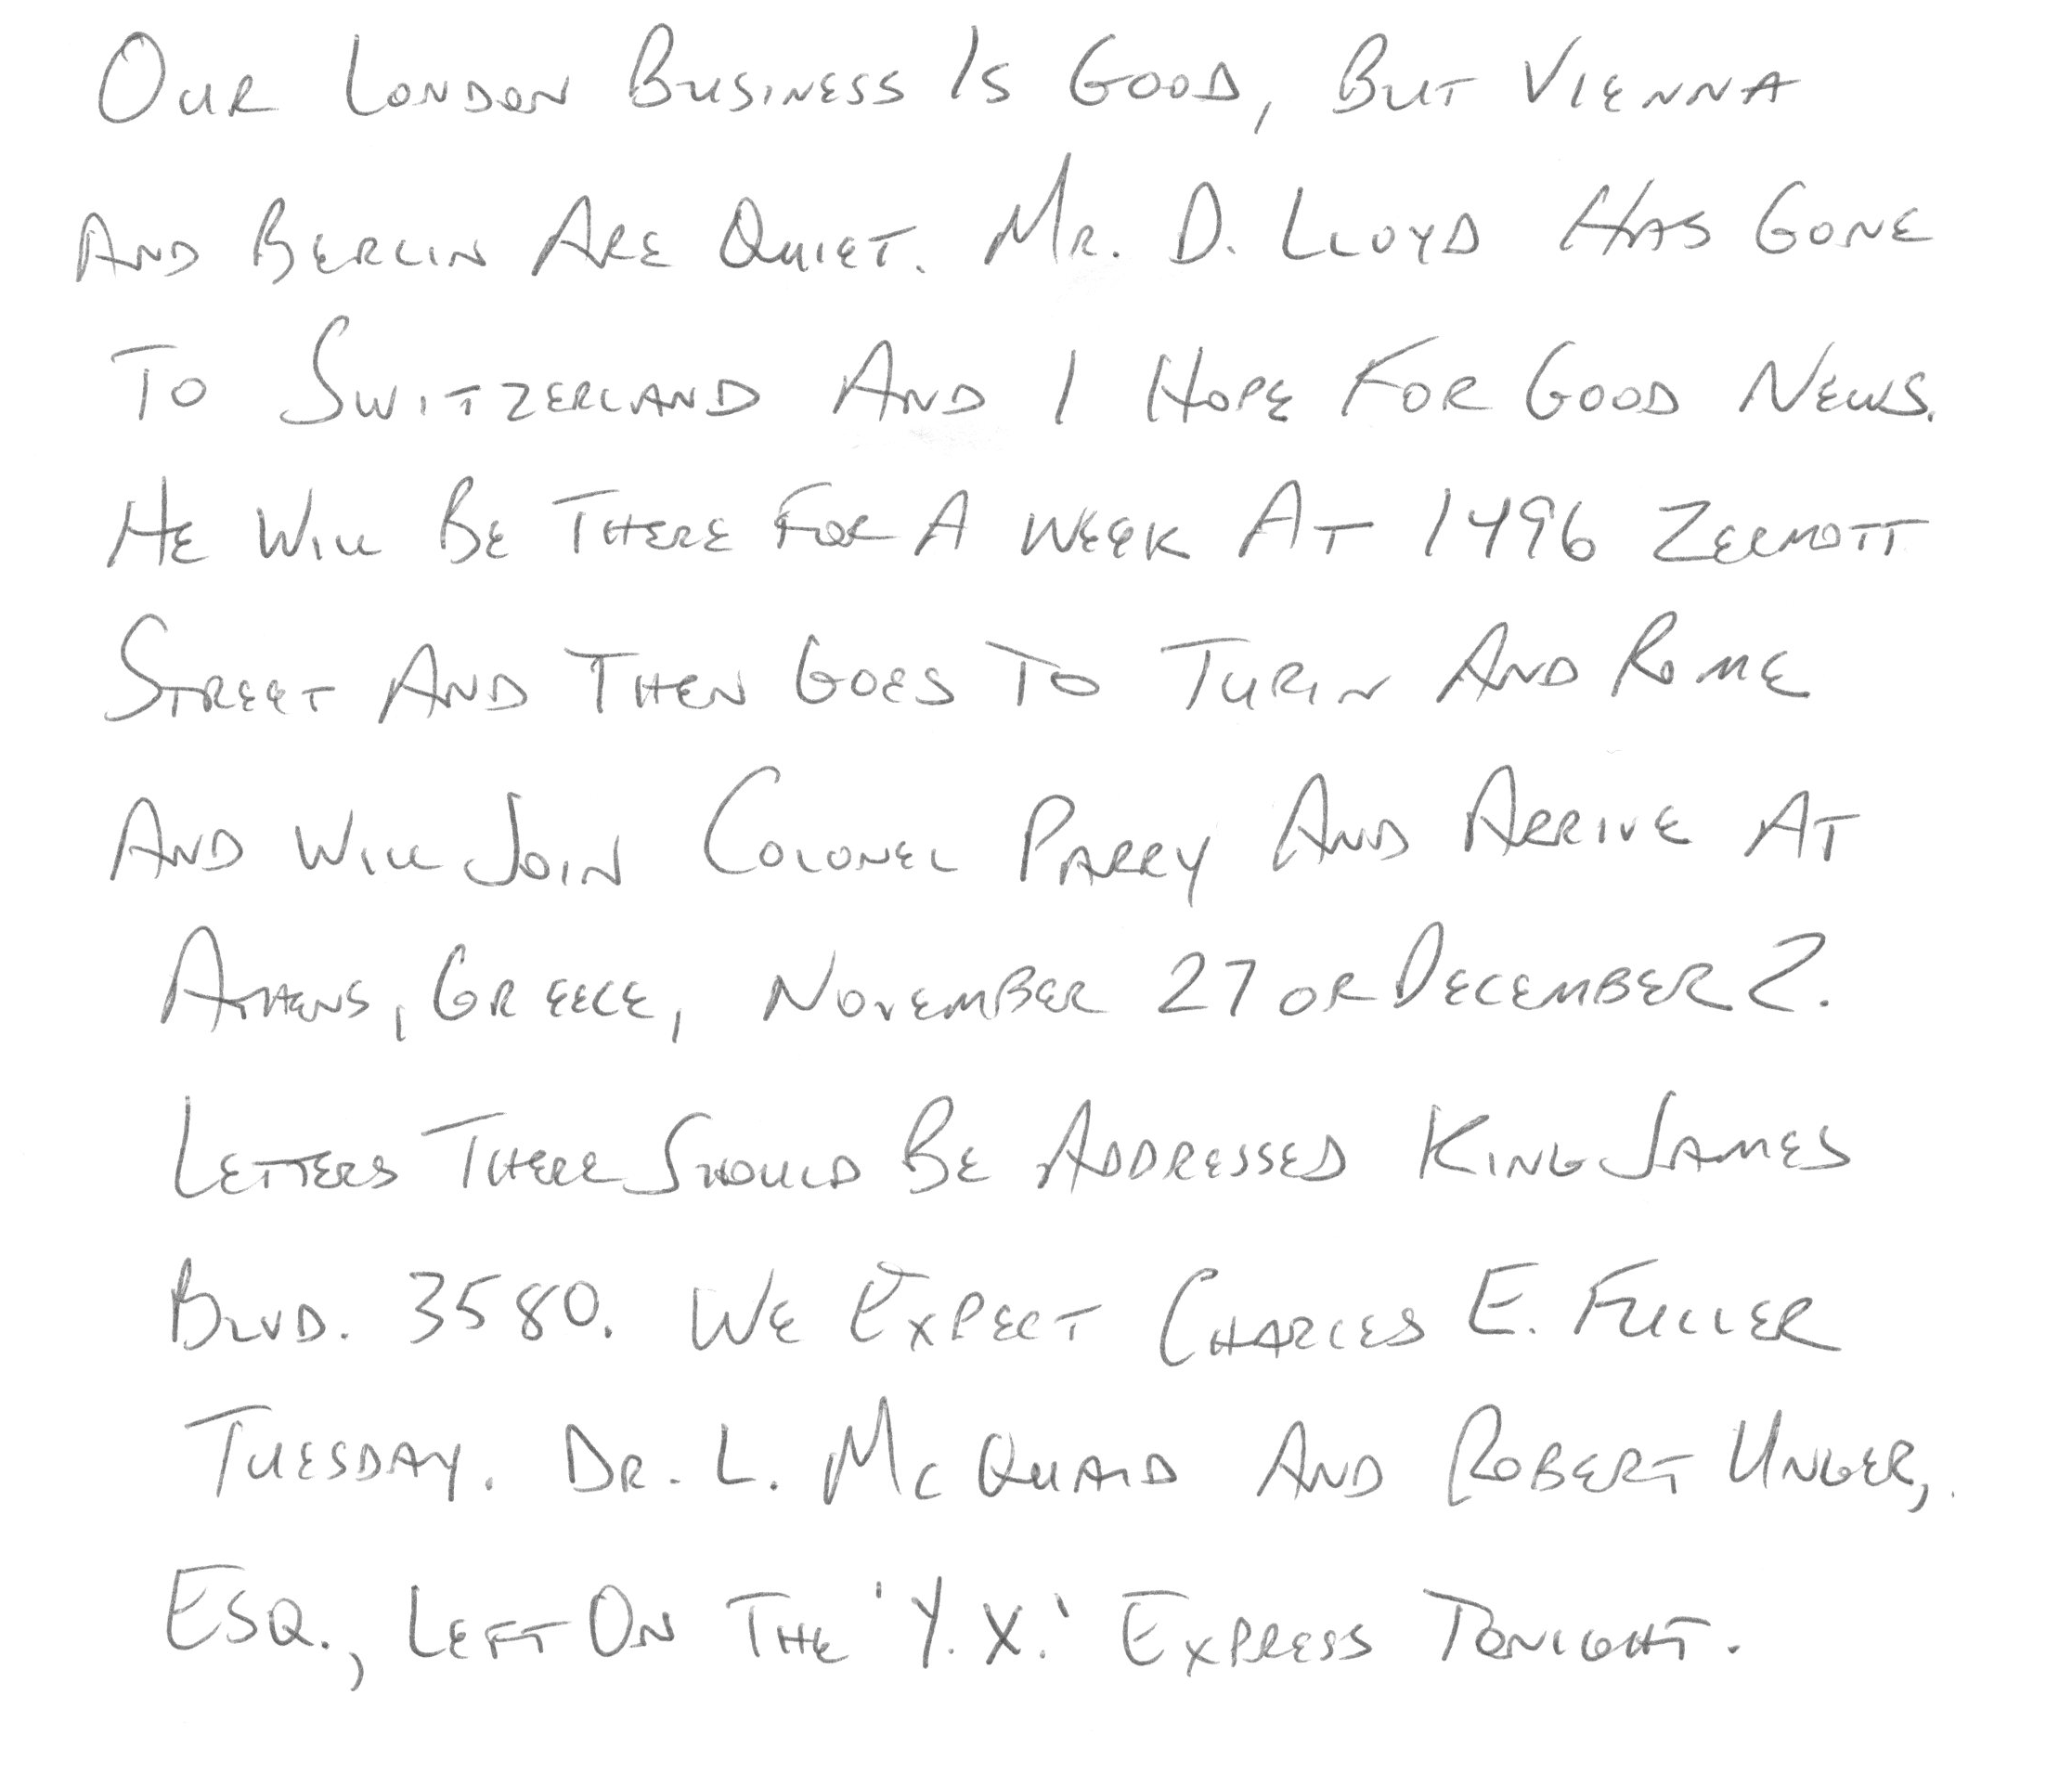 Our London Business Is Good, But Vienna
And Berlin Are Quiet. Mr. D. Lloyd Has Gone
To Switzerland And I Hope For Good News.
He Will Be There For A Week At 1496 Zermott
Street And Then Goes To Turin And Rome
And Will Join Colonel Parry And Arrive At
Athens, Greece, November 27 or December 2.
Letters There Should Be Addressed King James
Blvd. 3580. We Expect Charles E. Fuller
Tuesday. Dr. L. McQuaid And Robert Unger,
Esq., Left On The 'Y.X.' Express Tonight.